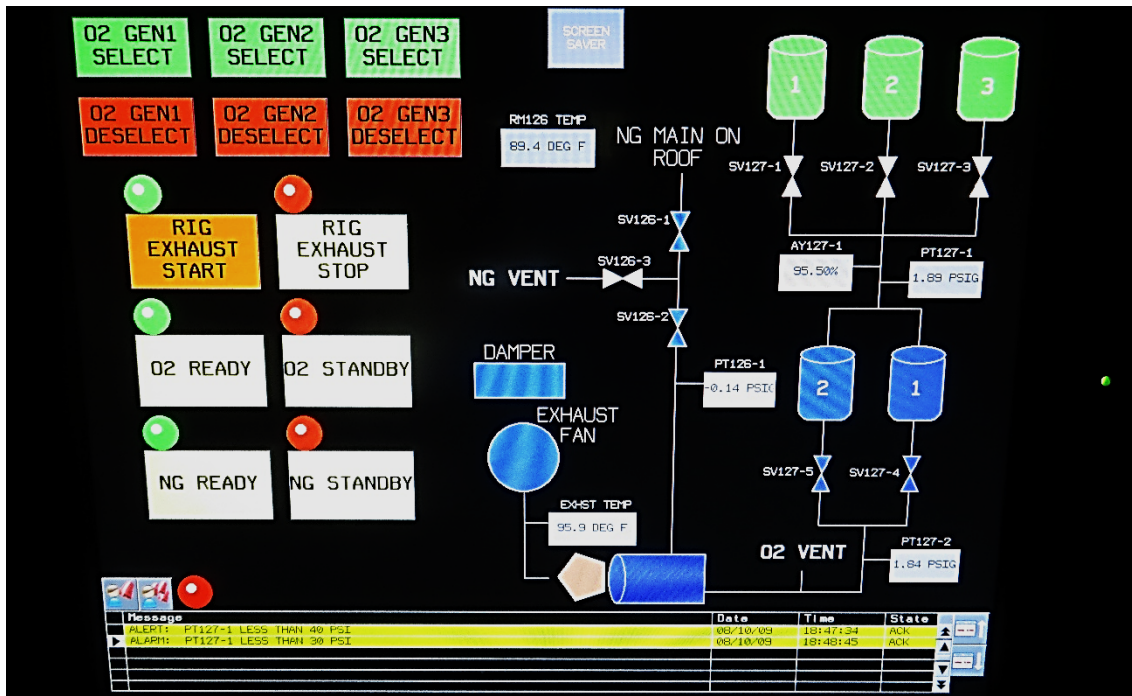 O2 GEN1
SELECT
O2 GEN2
SELECT
O2 GEN3
SELECT
SCREEN
SAVER
O2 GEN1
DESELECT
O2 GEN2
DESELECT
O2 GEN3
DESELECT
RM126 TEMP
89.4 DEG F
NG MAIN ON
ROOF
1
2
3
SV127-1
SV127-2
SV127-3
RIG
EXHAUST
START
RIG
EXHAUST
STOP
SV126-1
SV126-3
NG VENT
AY127-1
95.50%
PT127-1
1.89 PSIG
SV126-2
O2 READY
O2 STANDBY
DAMPER
PT126-1
-0.14 PSIG
2
1
EXHAUST
FAN
NG READY
NG STANDBY
SV127-5
SV127-4
EXHST TEMP
95.9 DEG F
O2 VENT
PT127-2
1.84 PSIG
Message Date Time State
ALERT: PT127-1 LESS THAN 40 PSI 08/10/09 18:47:34 ACK
ALARM: PT127-1 LESS THAN 30 PSI 08/10/09 18:48:45 ACK